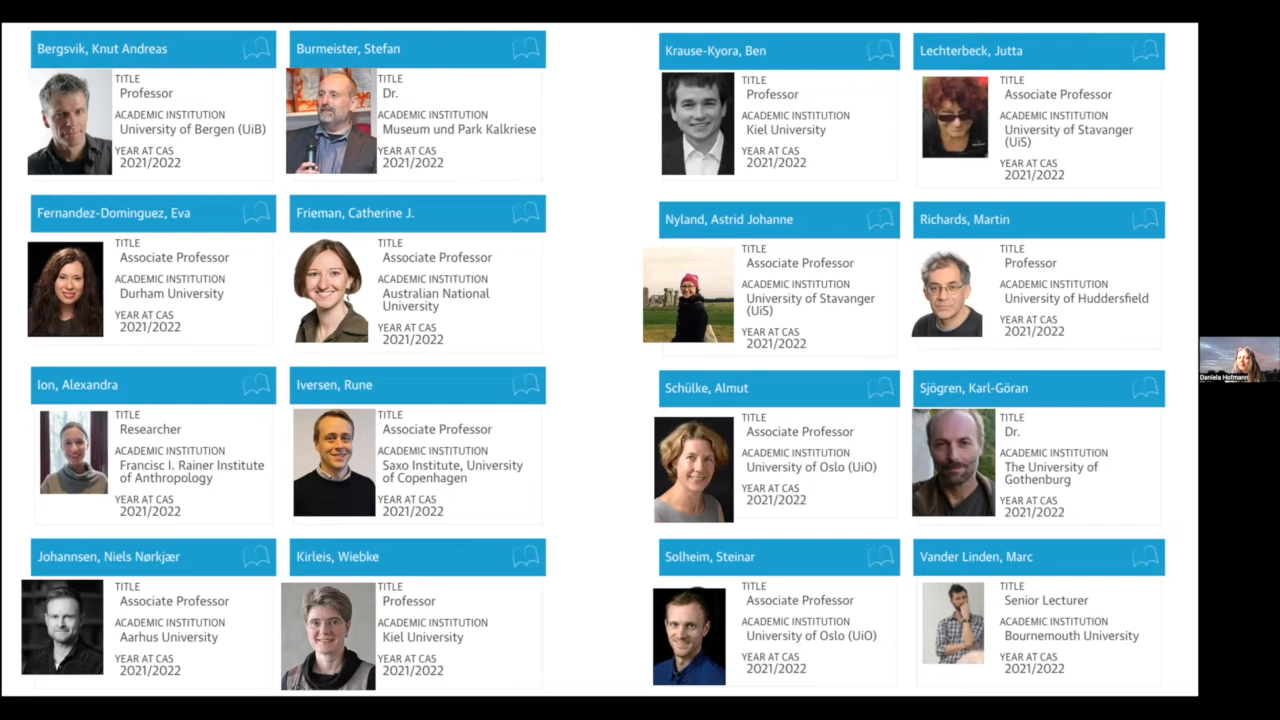 Bergsvik, Knut Andreas
TITLE
Professor
ACADEMIC INSTITUTION
University of Bergen (UiB)
YEAR AT CAS
2021/2022
Burmeister, Stefan
TITLE
Dr.
ACADEMIC INSTITUTION
Museum und Park Kalkriese
YEAR AT CAS
2021/2022
Krause-Kyora, Ben
TITLE
Professor
ACADEMIC INSTITUTION
Kiel University
YEAR AT CAS
2021/2022
Lechterbeck, Jutta
TITLE
Associate Professor
ACADEMIC INSTITUTION
University of Stavanger
(UiS)
YEAR AT CAS
2021/2022
Fernandez-Dominguez, Eva
TITLE
Associate Professor
ACADEMIC INSTITUTION
Durham University
YEAR AT CAS
2021/2022
Frieman, Catherine J.
TITLE
Associate Professor
ACADEMIC INSTITUTION
Australian National
University
YEAR AT CAS
2021/2022
Nyland, Astrid Johanne
TITLE
Associate Professor
ACADEMIC INSTITUTION
University of Stavanger
(UiS)
YEAR AT CAS
2021/2022
Richards, Martin
TITLE
Professor
ACADEMIC INSTITUTION
University of Huddersfield
YEAR AT CAS
2021/2022
Ion, Alexandra
TITLE
Researcher
ACADEMIC INSTITUTION
Francisc I. Rainer Institute
of Anthropology
YEAR AT CAS
2021/2022
Iversen, Rune
TITLE
Associate Professor
ACADEMIC INSTITUTION
Saxo Institute, University
of Copenhagen
YEAR AT CAS
2021/2022
Schülke, Almut
TITLE
Associate Professor
ACADEMIC INSTITUTION
University of Oslo (UiO)
YEAR AT CAS
2021/2022
Sjögren, Karl-Göran
TITLE
Dr.
ACADEMIC INSTITUTION
The University of
Gothenburg
YEAR AT CAS
2021/2022
Johannsen, Niels Nørkjær
TITLE
Associate Professor
ACADEMIC INSTITUTION
Aarhus University
YEAR AT CAS
2021/2022
Kirleis, Wiebke
TITLE
Professor
ACADEMIC INSTITUTION
Kiel University
YEAR AT CAS
2021/2022
Solheim, Steinar
TITLE
Associate Professor
ACADEMIC INSTITUTION
University of Oslo (UiO)
YEAR AT CAS
2021/2022
Vander Linden, Marc
TITLE
Senior Lecturer
ACADEMIC INSTITUTION
Bournemouth University
YEAR AT CAS
2021/2022
Daniela Hofmann